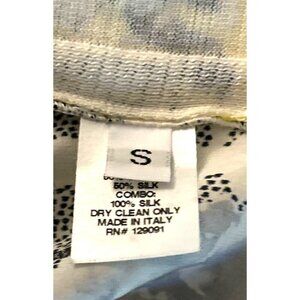 S
50% SILK
COMBO:
100% SILK
DRY CLEAN ONLY
MADE IN ITALY
RN# 129091